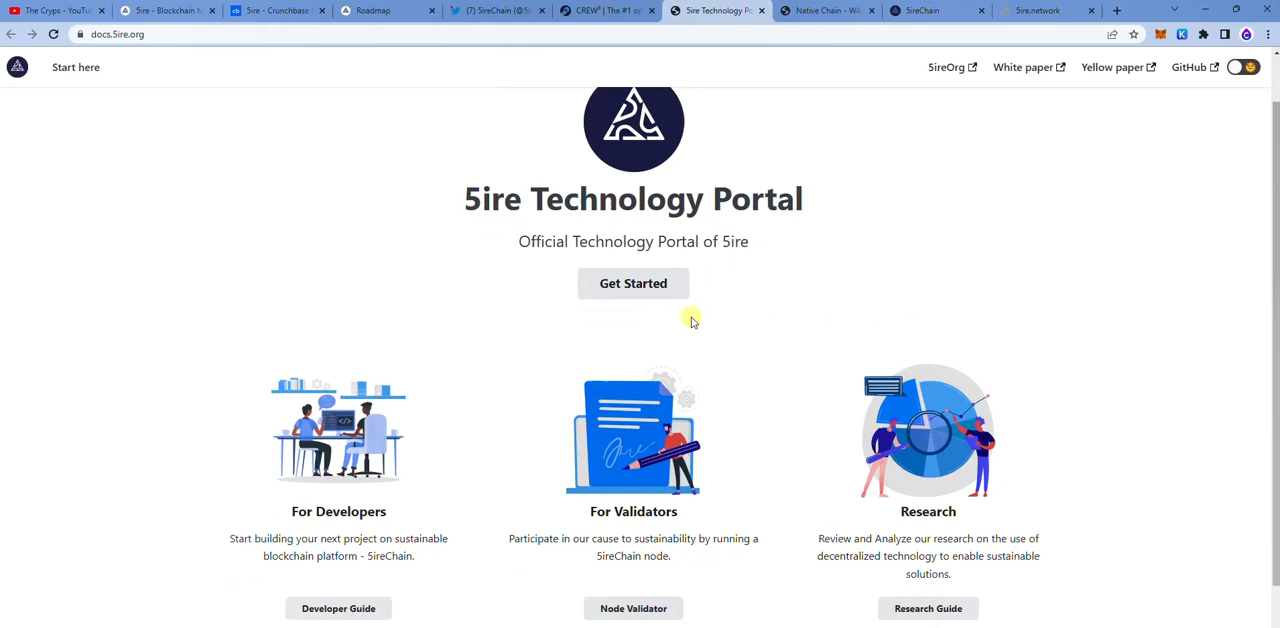 The Cryps - YouTu
5ire - Blockchain N
5ire - Crunchbase
Roadmap
(7) 5ireChain (@5i
CREW³ | The #1 op
5ire Technology Po
Native Chain - WA
5ireChain
5ire.network
docs.5ire.org
Start here
5ireOrg
White paper
Yellow paper
GitHub
5ire Technology Portal
Official Technology Portal of 5ire
Get Started
For Developers
Start building your next project on sustainable
blockchain platform - 5ireChain.
Developer Guide
For Validators
Participate in our cause to sustainability by running a
5ireChain node.
Node Validator
Research
Review and Analyze our research on the use of
decentralized technology to enable sustainable
solutions.
Research Guide